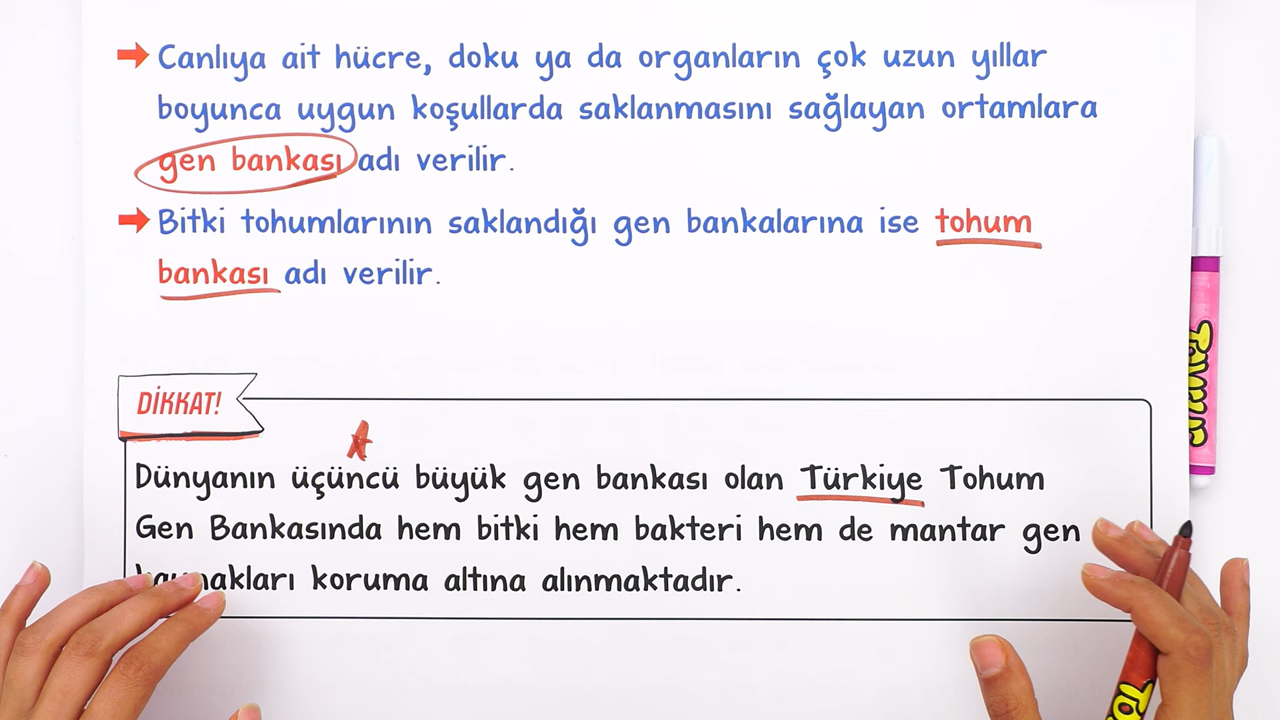 Canlıya ait hücre, doku ya da organların çok uzun yıllar
boyunca uygun koşullarda saklanmasını sağlayan ortamlara
gen bankası adı verilir.
Bitki tohumlarının saklandığı gen bankalarına ise tohum
bankası adı verilir.
DİKKAT!
Dünyanın üçüncü büyük gen bankası olan Türkiye Tohum
Gen Bankasında hem bitki hem bakteri hem de mantar gen
koruma altına alınmaktadır.